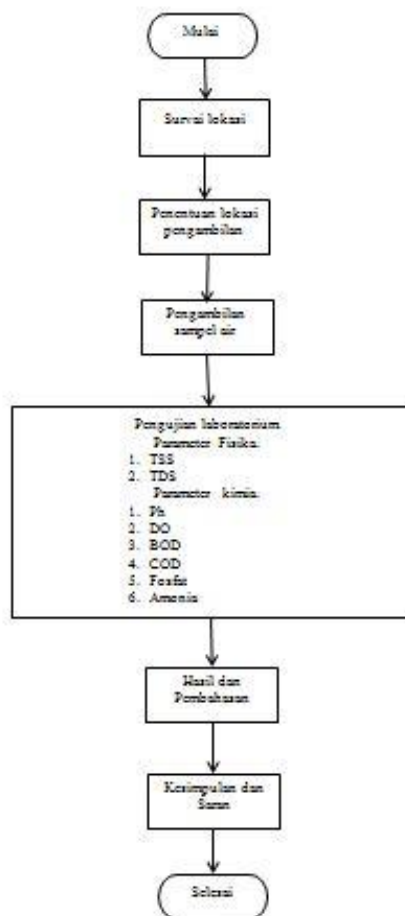 Mulai
Survai lokasi
Penentuan lokasi
pengambilan
Pengambilan
sampel air
Pengujian laboratorium
Parameter Fisika.
1. TSS
2. TDS
Parameter kimia.
1. Ph
2. DO
3. BOD
4. COD
5. Fosfat
6. Amonia
Hasil dan
Pembahasan
Kesimpulan dan
Saran
Selesai